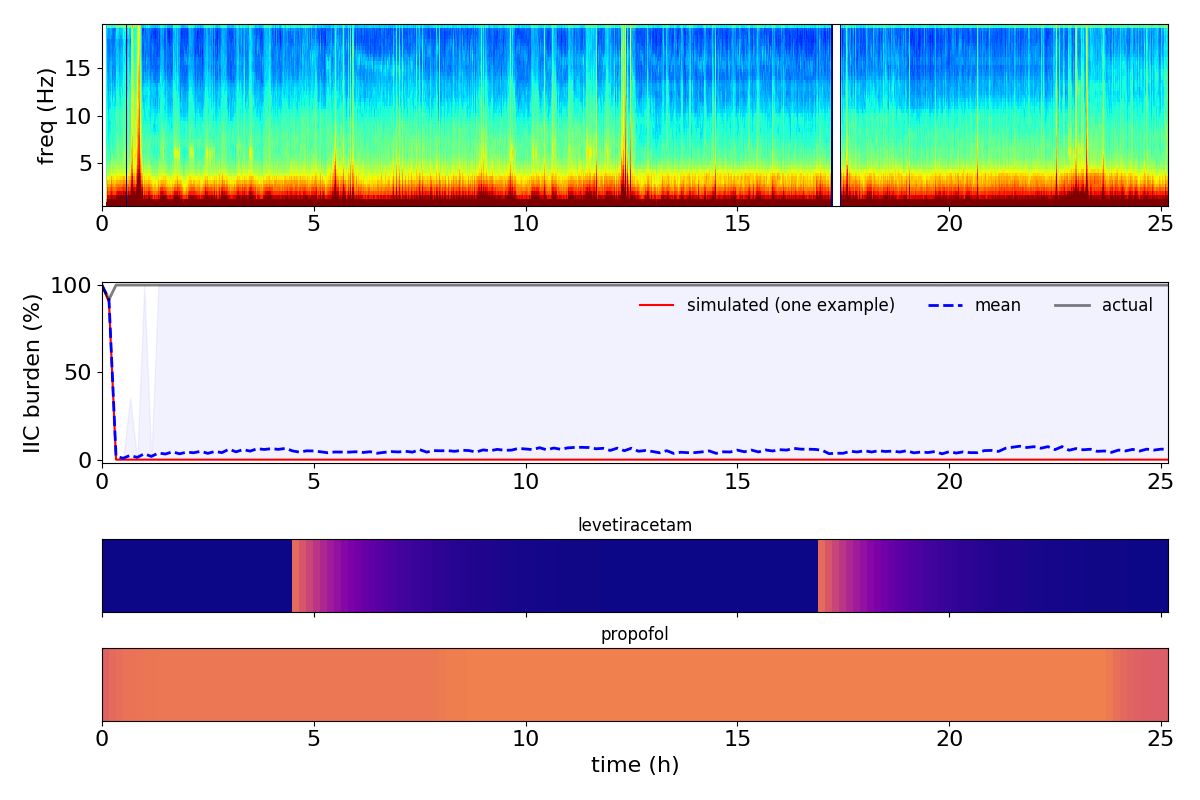 freq (Hz)
15
10
5
0 5 10 15 20 25
IIC burden (%)
100
50
0
simulated (one example) mean actual
0 5 10 15 20 25
levetiracetam
propofol
0 5 10 15 20 25
time (h)